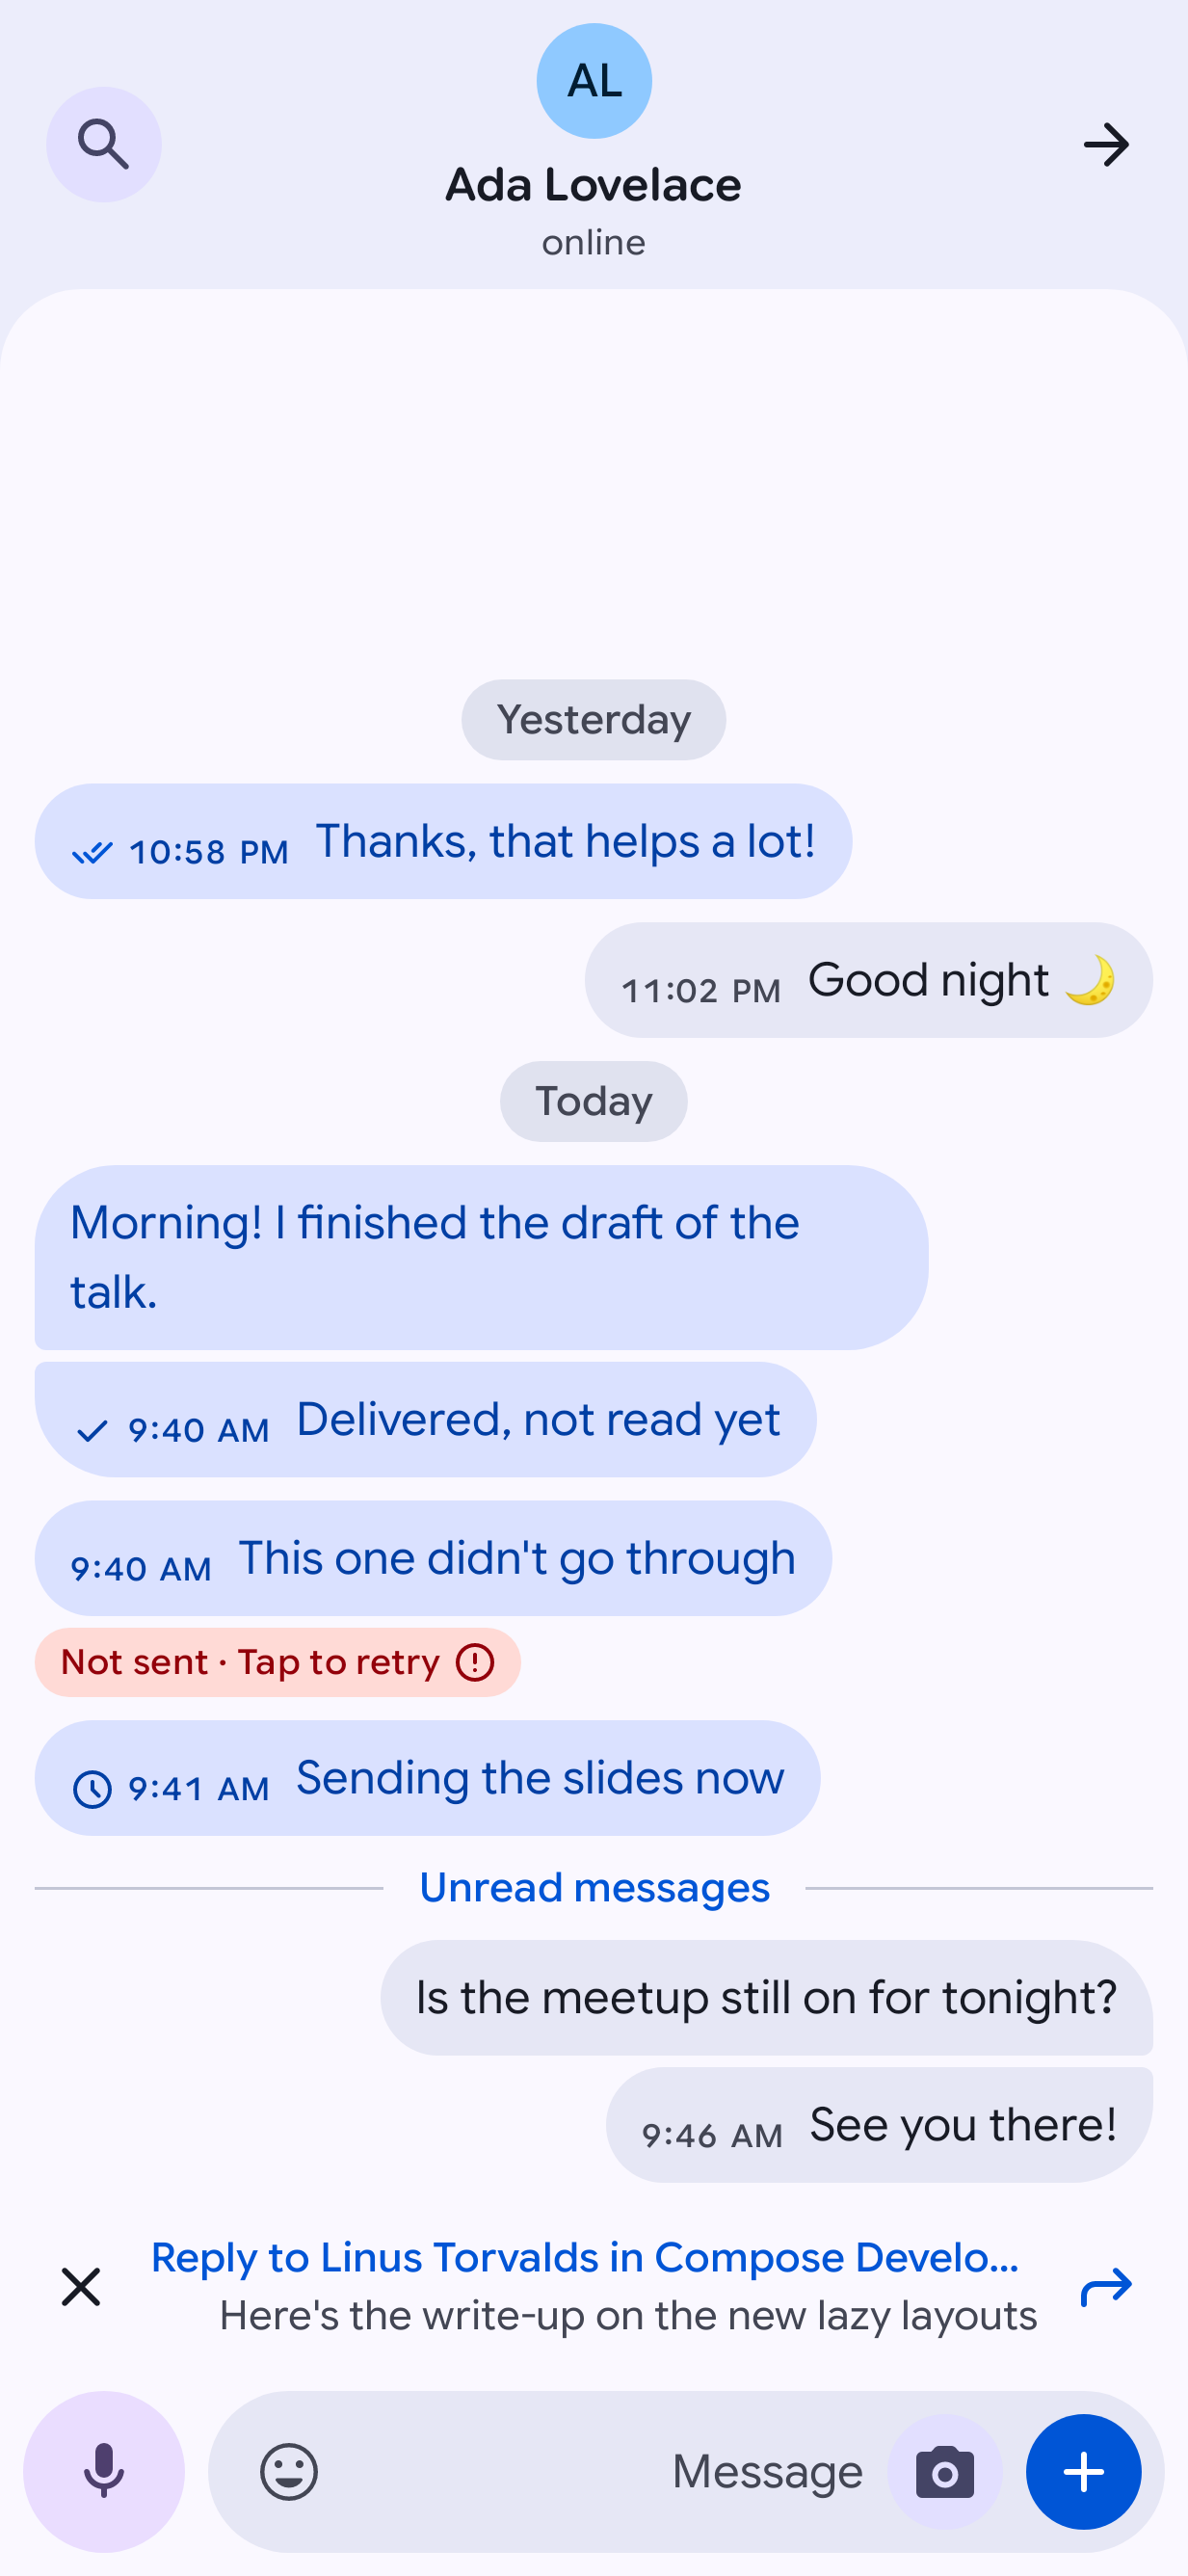 AL
Ada Lovelace
online
Yesterday
10:58 PM Thanks, that helps a lot!
11:02 PM Good night 🌙
Today
Morning! I finished the draft of the
talk.
9:40 AM Delivered, not read yet
9:40 AM This one didn't go through
Not sent · Tap to retry
9:41 AM Sending the slides now
Unread messages
Is the meetup still on for tonight?
9:46 AM See you there!
Reply to Linus Torvalds in Compose Develo...
Here's the write-up on the new lazy layouts
Message